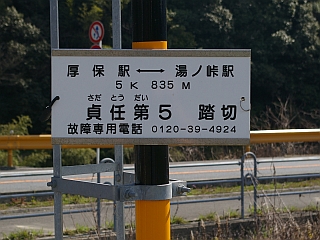 厚保駅 ←→ 湯ノ峠駅
5K 835M
さだ とう だい
貞任第5 踏切
故障専用電話 0120-39-4924